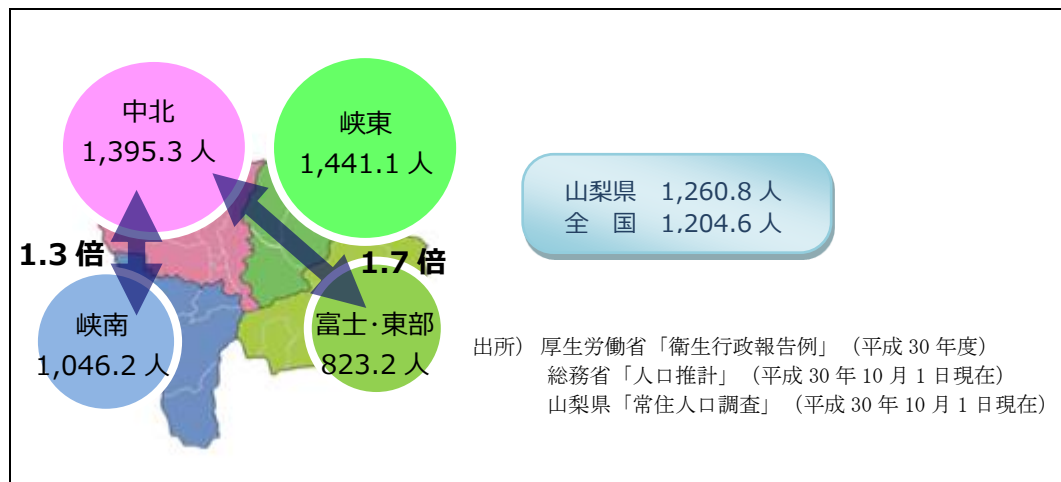 中北
1,395.3 人
峡東
1,441.1 人
山梨県　1,260.8 人
全　国　1,204.6 人
1.3 倍
1.7 倍
峡南
1,046.2 人
富士･東部
823.2 人
出所） 厚生労働省「衛生行政報告例」（平成 30 年度）
総務省「人口推計」（平成 30 年 10 月 1 日現在）
山梨県「常住人口調査」（平成 30 年 10 月 1 日現在）